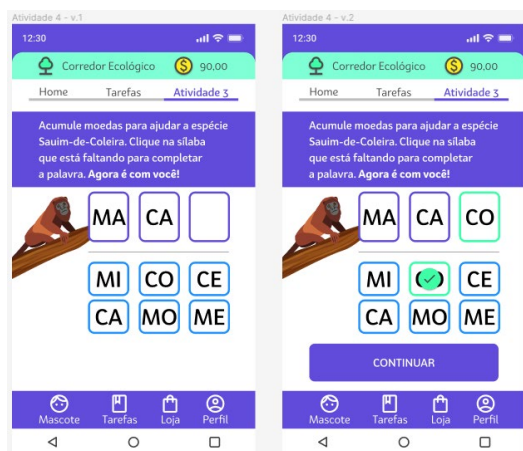 Atividade 4 - v.1
12:30
Corredor Ecológico $ 90,00
Home Tarefas Atividade 3
Acumule moedas para ajudar a espécie
Sauim-de-Coleira. Clique na sílaba
que está faltando para completar
a palavra. Agora é com você!
MA CA
MI CO CE
CA MO ME
Mascote Tarefas Loja Perfil
Atividade 4 - v.2
12:30
Corredor Ecológico $ 90,00
Home Tarefas Atividade 3
Acumule moedas para ajudar a espécie
Sauim-de-Coleira. Clique na sílaba
que está faltando para completar
a palavra. Agora é com você!
MA CA CO
MI CO CE
CA MO ME
CONTINUAR
Mascote Tarefas Loja Perfil